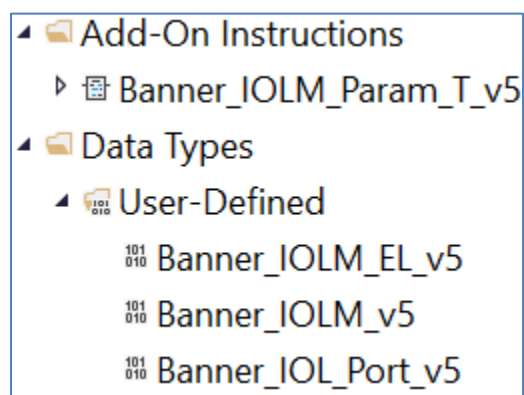 Add-On Instructions
Banner_IOLM_Param_T_v5
Data Types
User-Defined
Banner_IOLM_EL_v5
Banner_IOLM_v5
Banner_IOL_Port_v5